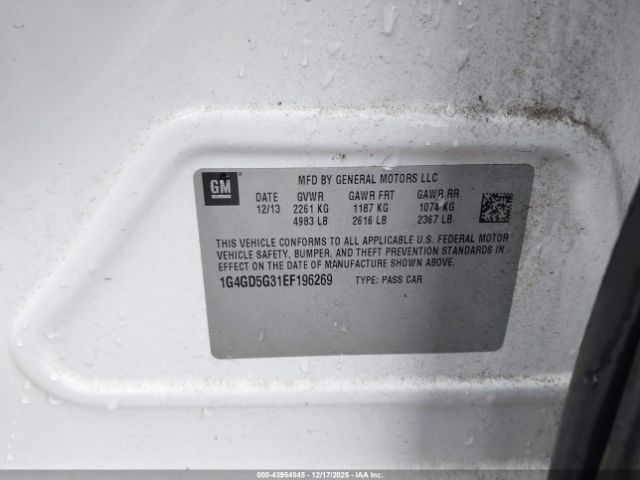 GM
MFD BY GENERAL MOTORS LLC
DATE GVWR GAWR FRT GAWR RR
12/13 2261 KG 1187 KG 1074 KG
4983 LB 2616 LB 2367 LB
THIS VEHICLE CONFORMS TO ALL APPLICABLE U.S. FEDERAL MOTOR
VEHICLE SAFETY, BUMPER, AND THEFT PREVENTION STANDARDS IN
EFFECT ON THE DATE OF MANUFACTURE SHOWN ABOVE.
1G4GD5G31EF196269 TYPE: PASS CAR
000-43954845 - 12/17/2025 - IAAI.COM